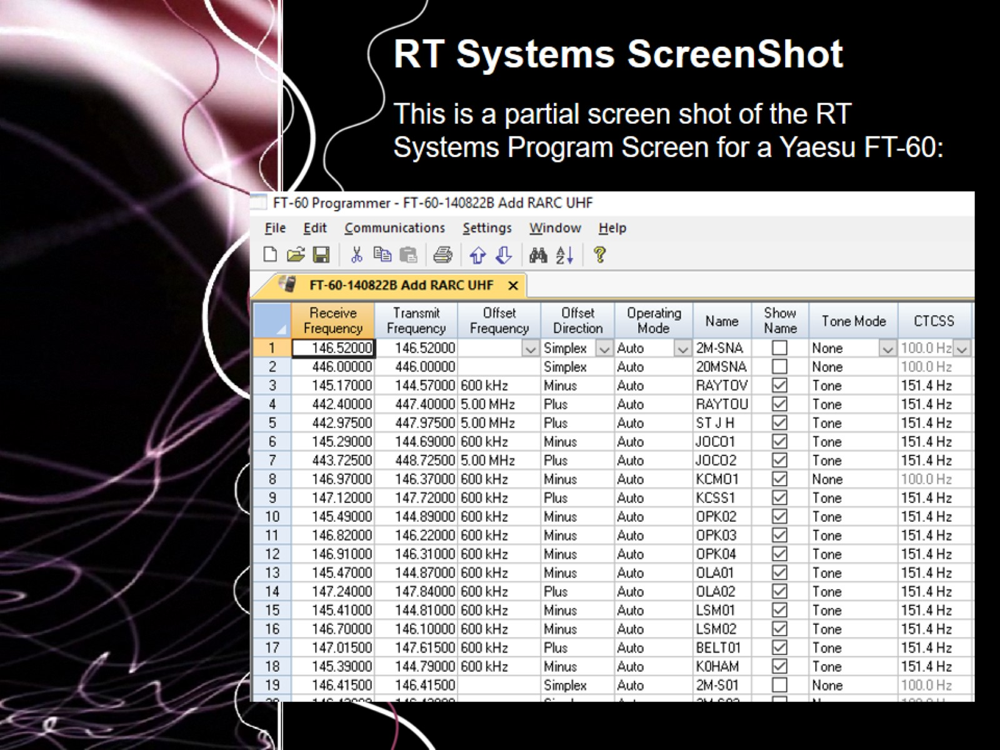 RT Systems ScreenShot
This is a partial screen shot of the RT
Systems Program Screen for a Yaesu FT-60:
FT-60 Programmer - FT-60-140822B Add RARC UHF
File Edit Communications Settings Window Help
FT-60-140822B Add RARC UHF
Receive Frequency Transmit Frequency Offset Frequency Offset Direction Operating Mode Name Show Name Tone Mode CTCSS
1 146.52000 146.52000 Simplex Auto 2M-SNA None 100.0 Hz
2 446.00000 446.00000 Simplex Auto 20MSNA None 100.0 Hz
3 145.17000 144.57000 600 kHz Minus Auto RAYTOV Tone 151.4 Hz
4 442.40000 447.40000 5.00 MHz Plus Auto RAYTOU Tone 151.4 Hz
5 442.97500 447.97500 5.00 MHz Plus Auto ST J H Tone 151.4 Hz
6 145.29000 144.69000 600 kHz Minus Auto JOCO1 Tone 151.4 Hz
7 443.72500 448.72500 5.00 MHz Plus Auto JOCO2 Tone 151.4 Hz
8 146.97000 146.37000 600 kHz Minus Auto KCMO1 None 100.0 Hz
9 147.12000 147.72000 600 kHz Plus Auto KCSS1 Tone 151.4 Hz
10 145.49000 144.89000 600 kHz Minus Auto OPK02 Tone 151.4 Hz
11 146.82000 146.22000 600 kHz Minus Auto OPK03 Tone 151.4 Hz
12 146.91000 146.31000 600 kHz Minus Auto OPK04 Tone 151.4 Hz
13 145.47000 144.87000 600 kHz Minus Auto OLA01 Tone 151.4 Hz
14 147.24000 147.84000 600 kHz Plus Auto OLA02 Tone 151.4 Hz
15 145.41000 144.81000 600 kHz Minus Auto LSM01 Tone 151.4 Hz
16 146.70000 146.10000 600 kHz Minus Auto LSM02 Tone 151.4 Hz
17 147.01500 147.61500 600 kHz Plus Auto BELT01 Tone 151.4 Hz
18 145.39000 144.79000 600 kHz Minus Auto K0HAM Tone 151.4 Hz
19 146.41500 146.41500 Simplex Auto 2M-S01 None 100.0 Hz